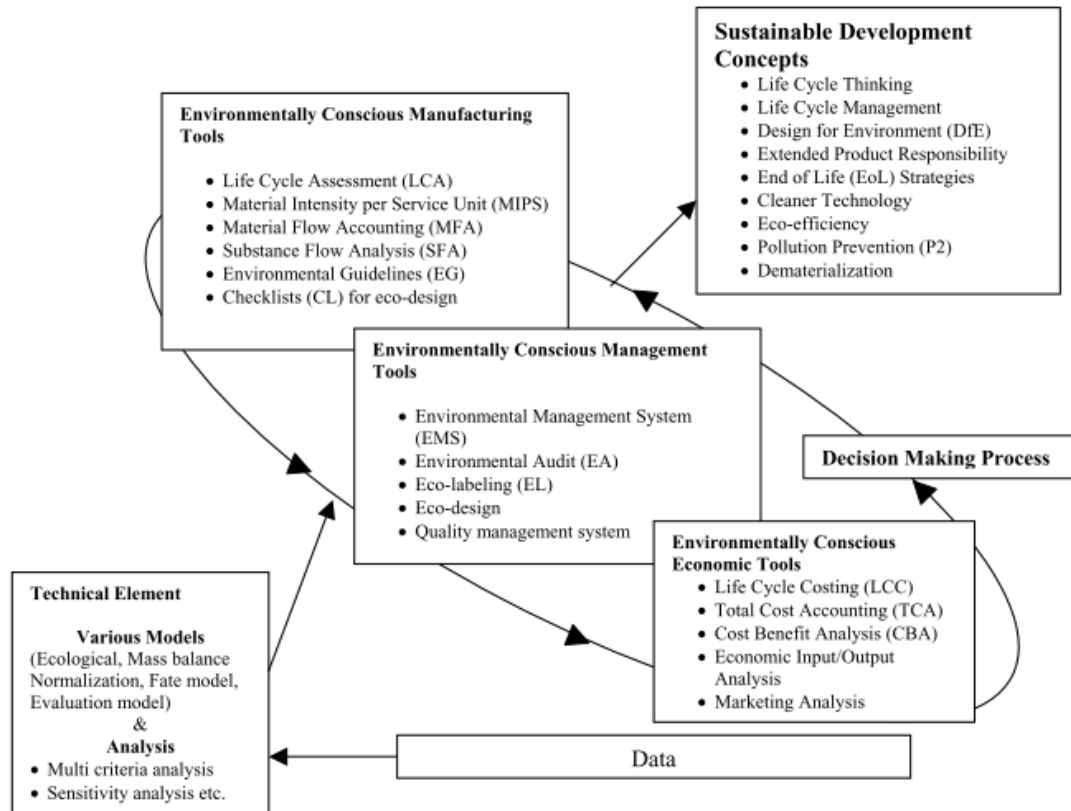 Sustainable Development
Concepts
• Life Cycle Thinking
• Life Cycle Management
• Design for Environment (DfE)
• Extended Product Responsibility
• End of Life (EoL) Strategies
• Cleaner Technology
• Eco-efficiency
• Pollution Prevention (P2)
• Dematerialization
Environmentally Conscious Manufacturing
Tools
• Life Cycle Assessment (LCA)
• Material Intensity per Service Unit (MIPS)
• Material Flow Accounting (MFA)
• Substance Flow Analysis (SFA)
• Environmental Guidelines (EG)
• Checklists (CL) for eco-design
Environmentally Conscious Management
Tools
• Environmental Management System
(EMS)
• Environmental Audit (EA)
• Eco-labeling (EL)
• Eco-design
• Quality management system
Decision Making Process
Environmentally Conscious
Economic Tools
• Life Cycle Costing (LCC)
• Total Cost Accounting (TCA)
• Cost Benefit Analysis (CBA)
• Economic Input/Output
Analysis
• Marketing Analysis
Technical Element
Various Models
(Ecological, Mass balance
Normalization, Fate model,
Evaluation model)
&
Analysis
• Multi criteria analysis
• Sensitivity analysis etc.
Data